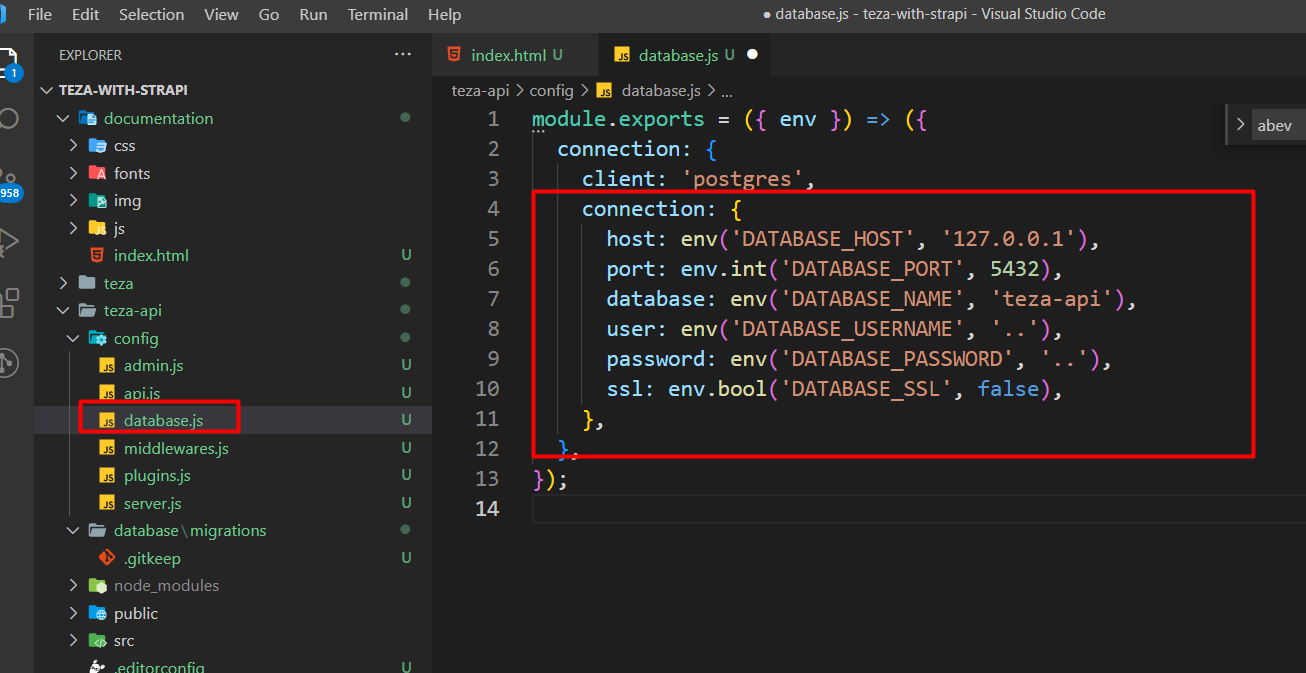 File Edit Selection View Go Run Terminal Help
● database.js - teza-with-strapi - Visual Studio Code
1
958
EXPLORER ...
TEZA-WITH-STRAPI
documentation
css
fonts
img
js
index.html U
teza
teza-api
config
admin.js U
api.js U
database.js U
middlewares.js U
plugins.js U
server.js U
database\migrations
.gitkeep U
node_modules
public
src
.editorconfig U
index.html U
JS database.js U
teza-api > config > JS database.js > ...
> abev
1 module.exports = ({ env }) => ({
2 connection: {
3 client: 'postgres',
4 connection: {
5 host: env('DATABASE_HOST', '127.0.0.1'),
6 port: env.int('DATABASE_PORT', 5432),
7 database: env('DATABASE_NAME', 'teza-api'),
8 user: env('DATABASE_USERNAME', '..'),
9 password: env('DATABASE_PASSWORD', '..'),
10 ssl: env.bool('DATABASE_SSL', false),
11 },
12 },
13 });
14